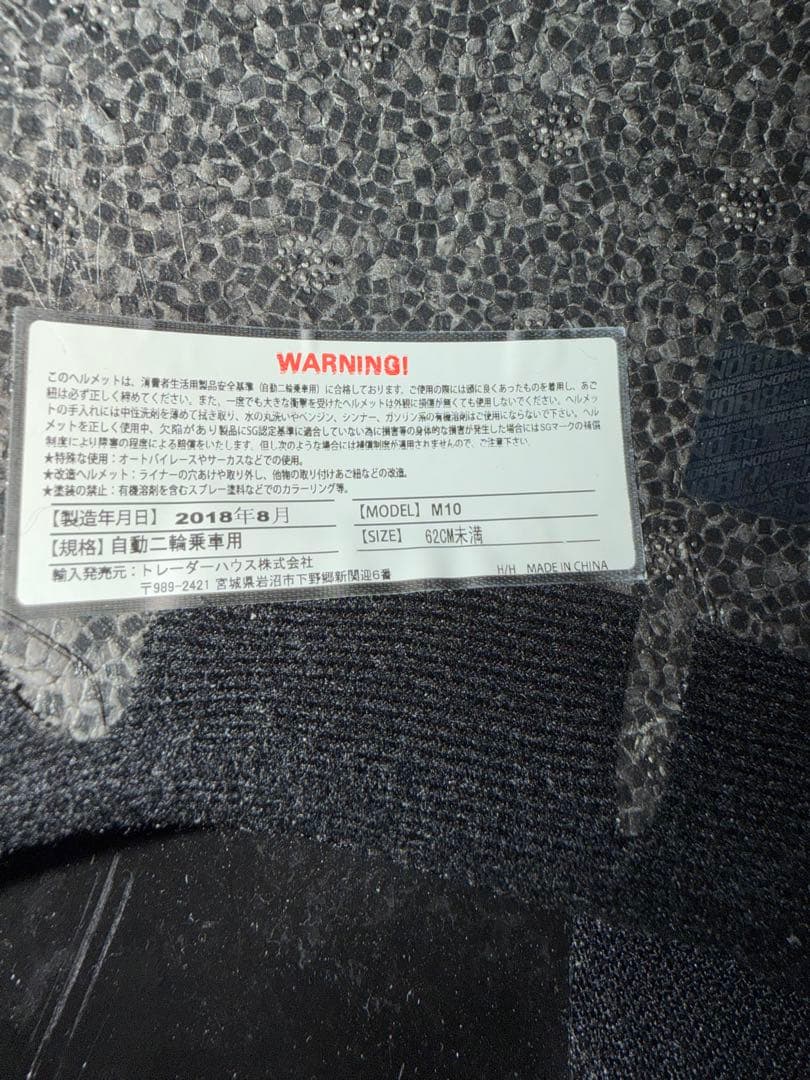 WARNING!
このヘルメットは、消費者生活用製品安全基準（自動二輪乗車用）に合格しております。ご使用の際には頭に良くあったものを着用し、あご
紐は必ず正しく締めてください。また、一度でも大きな衝撃を受けたヘルメットは外観に損傷が無くても使用しないでください。ヘルメッ
トの手入れには中性洗剤を薄めて拭き取り、水の丸洗いやベンジン、シンナー、ガソリン系の有機溶剤はご使用にならないで下さい。ヘル
メットを正しく使用中、欠陥があり製品にSG認定基準に適合していない為に損害等の身体的な損害が発生した場合にはSGマークの補償
制度により障害の程度による賠償をいたします。但し次のような場合には補償制度が適用されませんので、ご注意下さい。
★特殊な使用：オートバイレースやサーカスなどでの使用。
★改造ヘルメット：ライナーの穴あけや取り外し、他物の取り付けあご紐などの改造。
★塗装の禁止：有機溶剤を含むスプレー塗料などでのカラーリング等。
【製造年月日】 2018年8月
【MODEL】 M10
【規格】自動二輪乗車用
【SIZE】 62CM未満
輸入発売元：トレーダーハウス株式会社
〒989-2421 宮城県岩沼市下野郷新関迎6番
H/H MADE IN CHINA